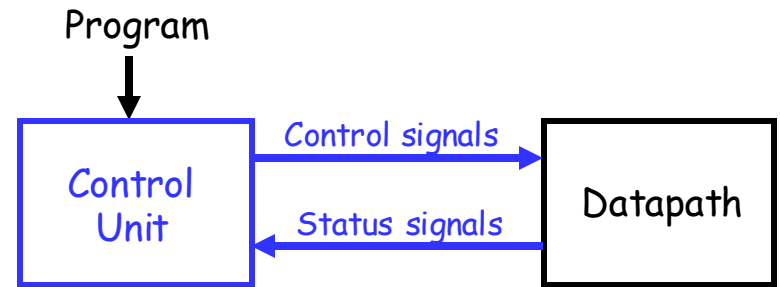 Program
Control signals
Control
Unit
Datapath
Status signals